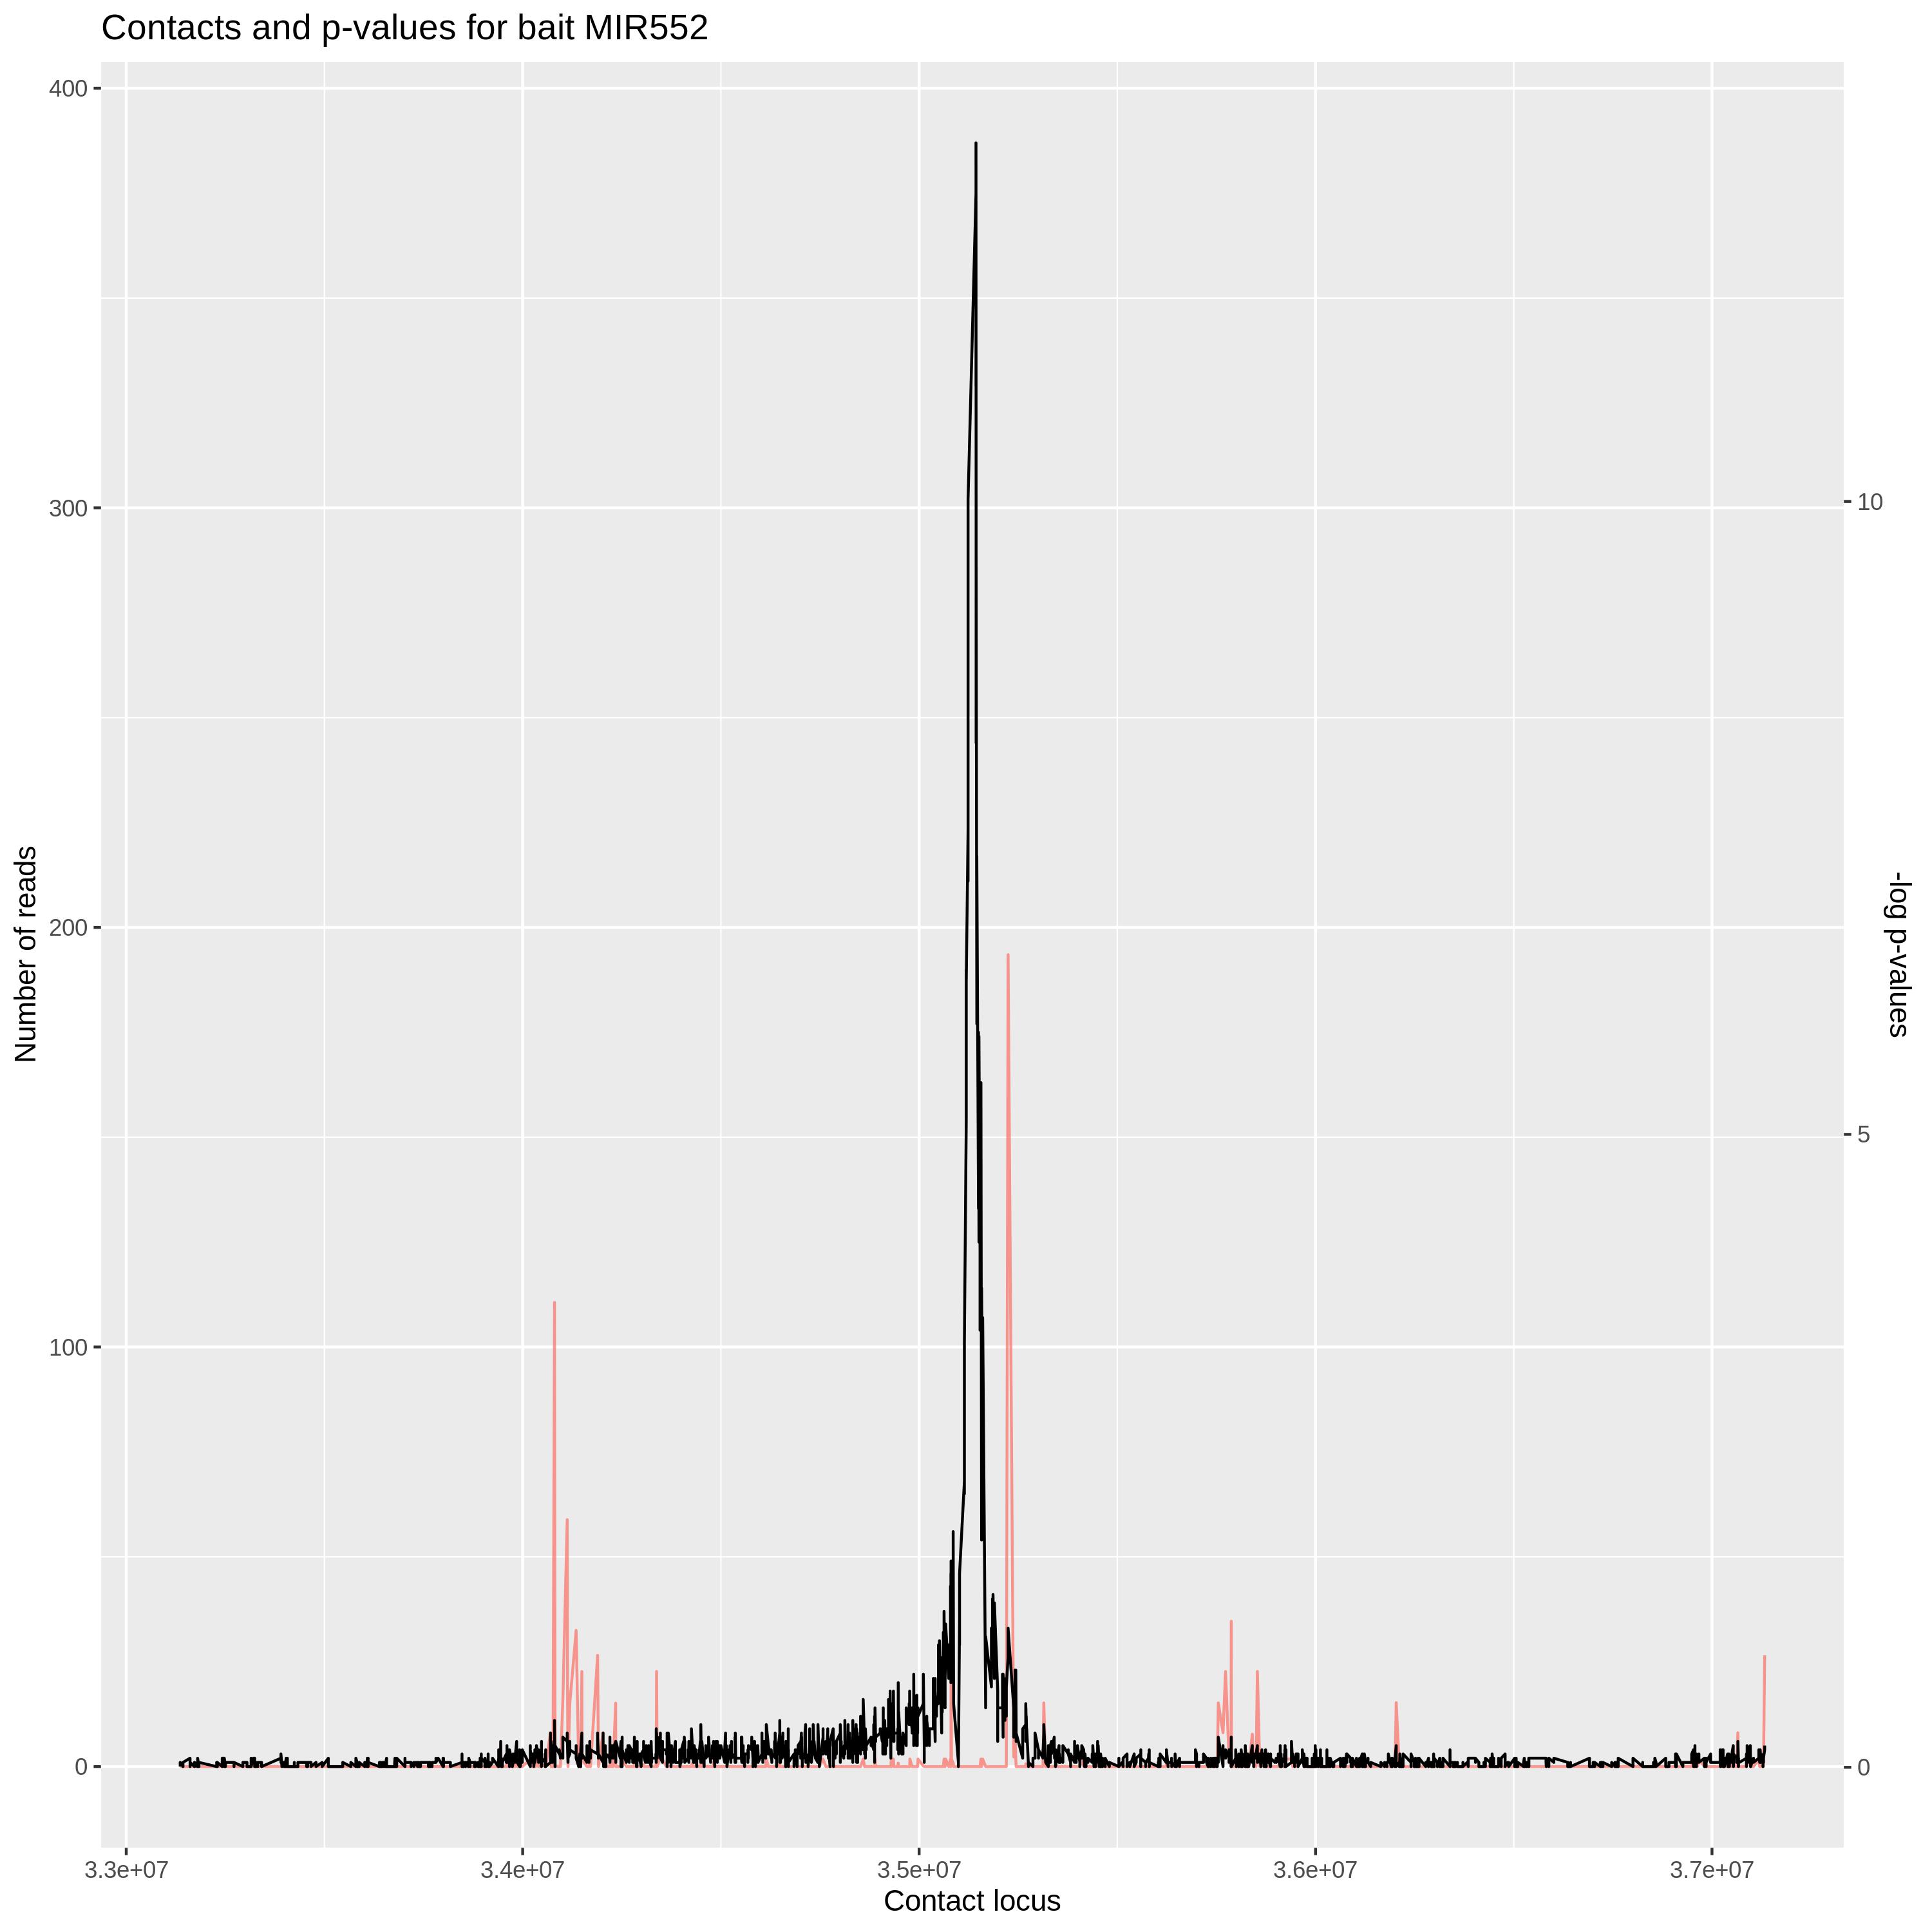 Contacts and p-values for bait MIR552
400
300
200
100
0
Number of reads
10
5
0
-log p-values
3.3e+07
3.4e+07
3.5e+07
3.6e+07
3.7e+07
Contact locus